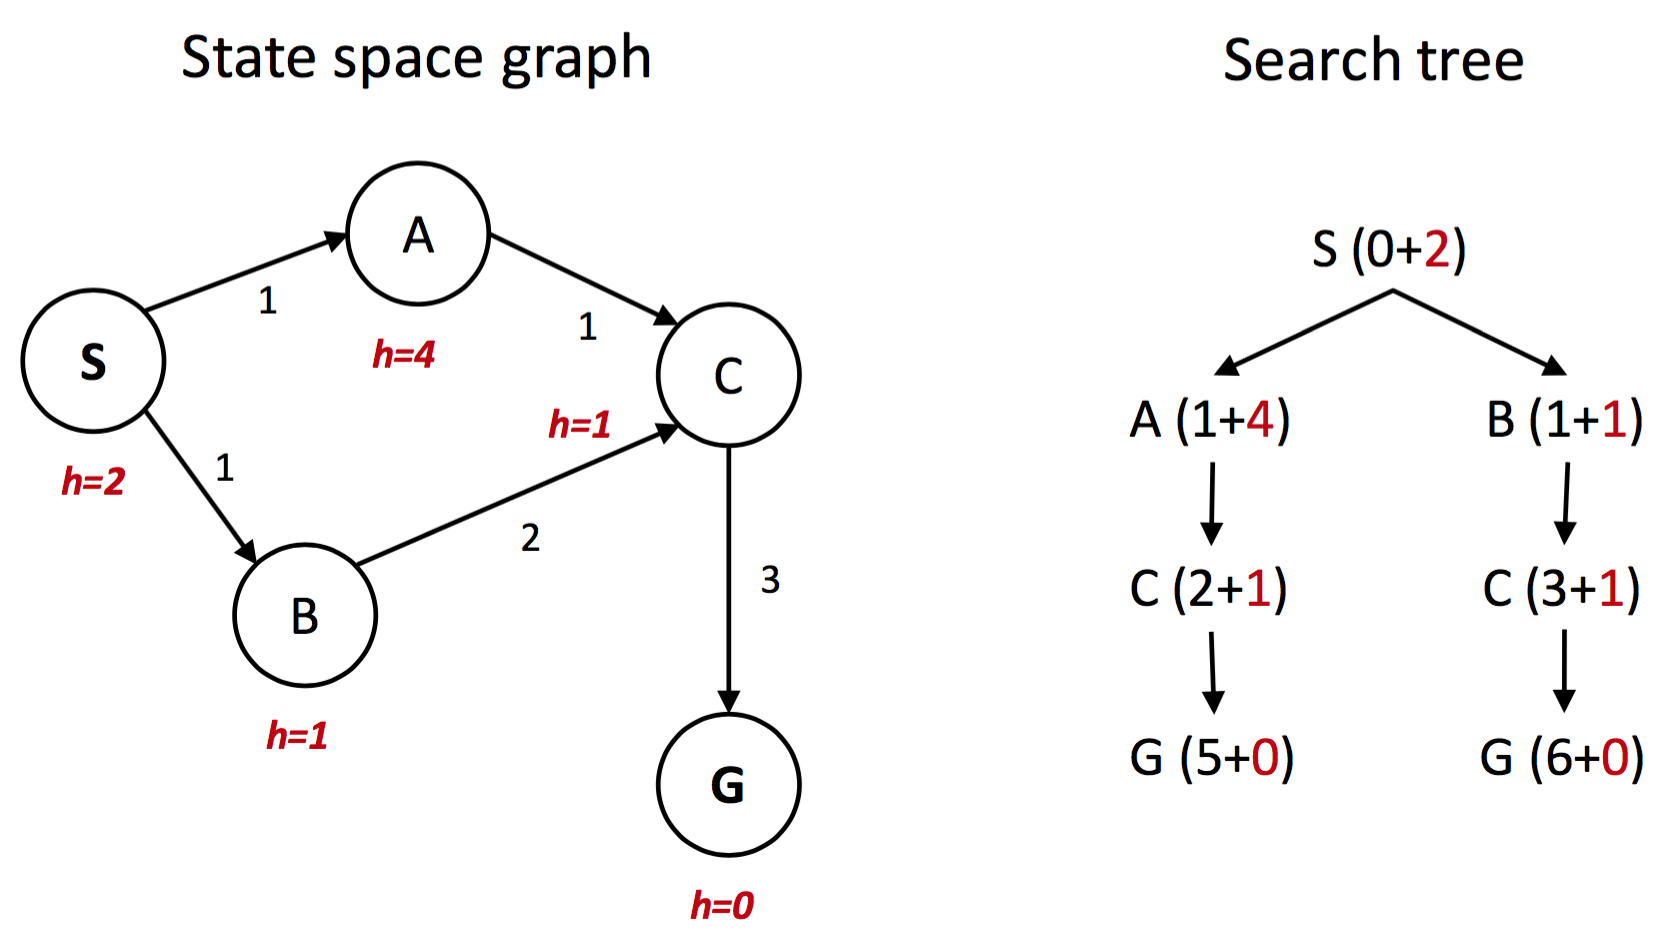 State space graph
Search tree
A
S (0+2)
1
1
h=4
S
C
h=1
A (1+4)
B (1+1)
h=2
1
2
3
C (2+1)
C (3+1)
B
h=1
G
G (5+0)
G (6+0)
h=0